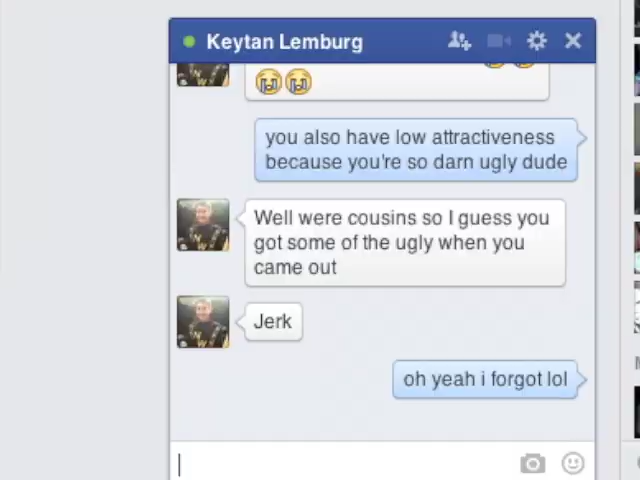 Keytan Lemburg
you also have low attractiveness
because you're so darn ugly dude
Well were cousins so I guess you
got some of the ugly when you
came out
Jerk
oh yeah i forgot lol